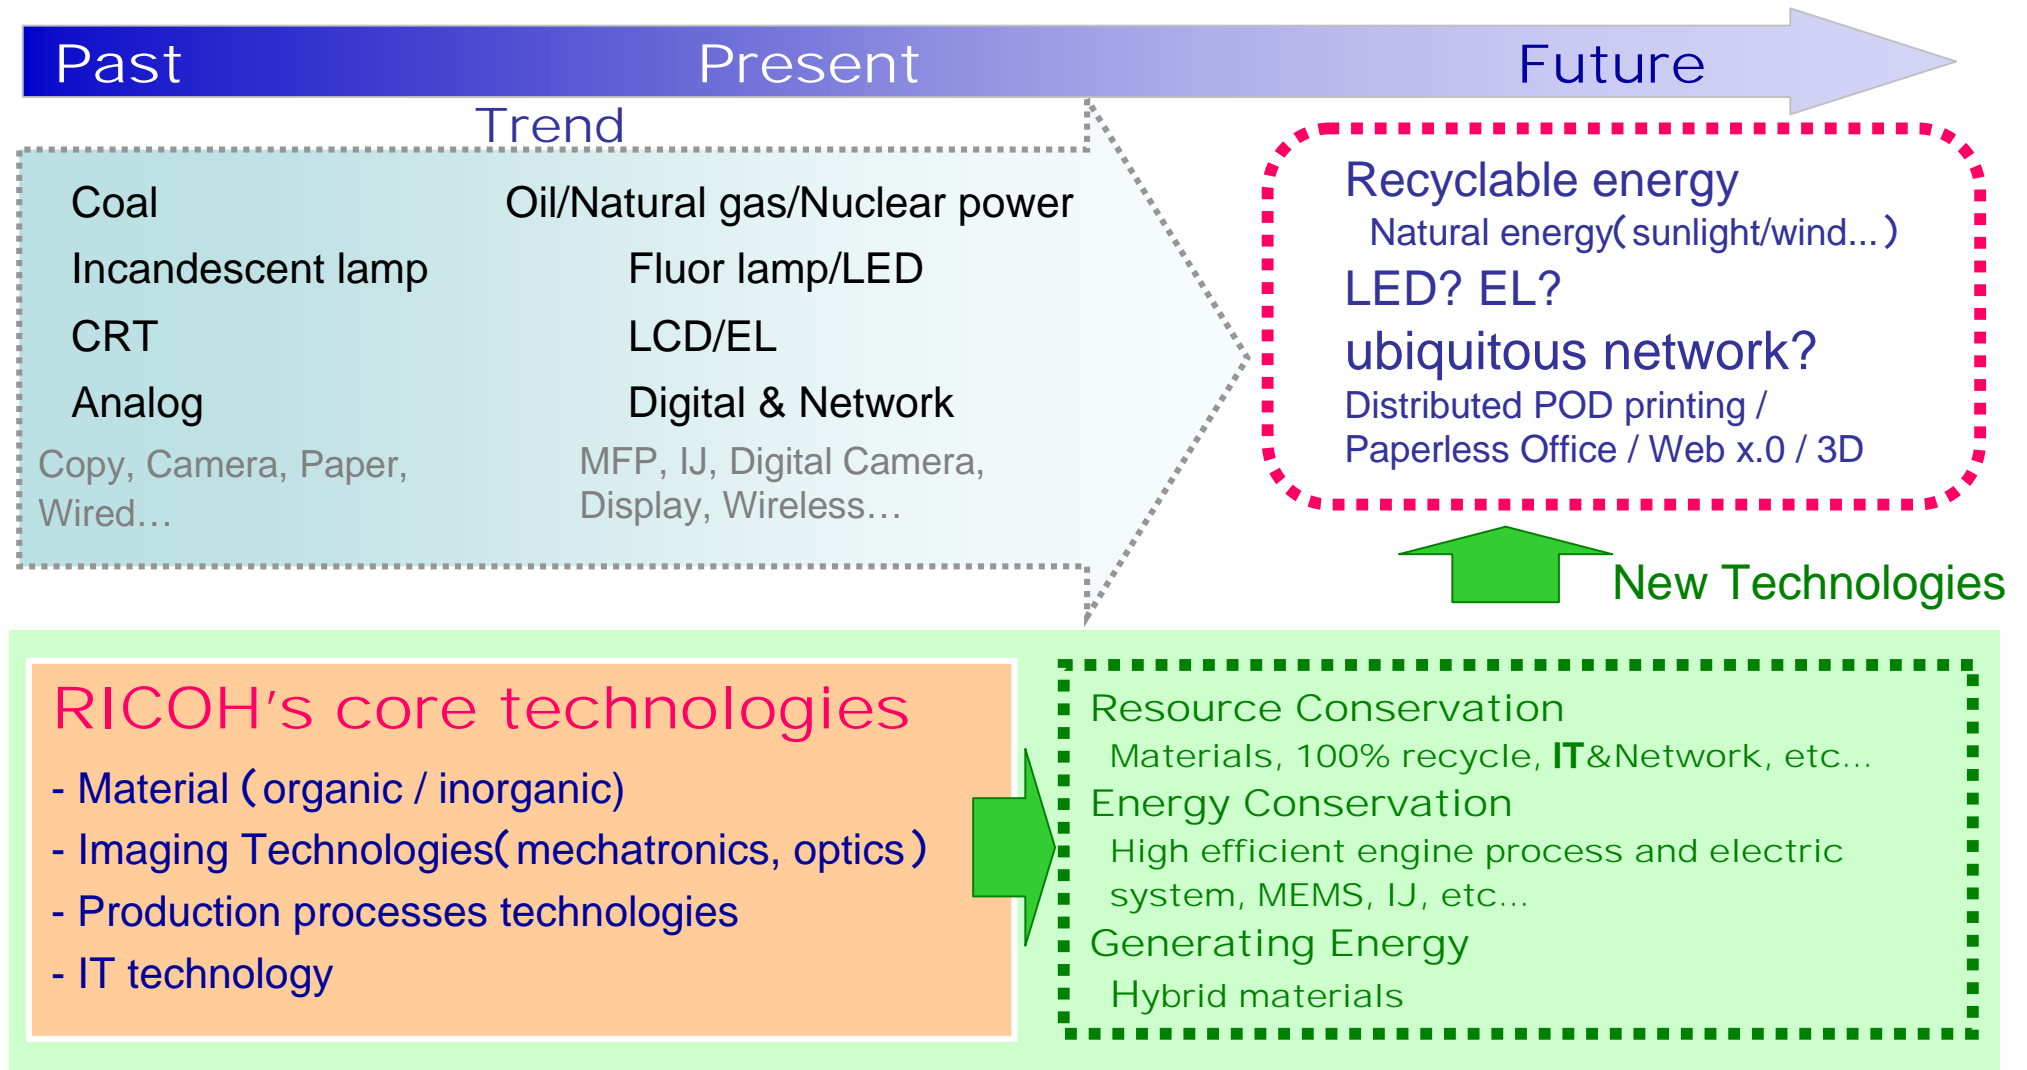 Past Present Future
Trend
Coal Oil/Natural gas/Nuclear power
Incandescent lamp Fluor lamp/LED
CRT LCD/EL
Analog Digital & Network
Copy, Camera, Paper,
Wired…
MFP, IJ, Digital Camera,
Display, Wireless…
Recyclable energy
Natural energy(sunlight/wind...)
LED? EL?
ubiquitous network?
Distributed POD printing /
Paperless Office / Web x.0 / 3D
New Technologies
RICOH's core technologies
- Material (organic / inorganic)
- Imaging Technologies(mechatronics, optics)
- Production processes technologies
- IT technology
Resource Conservation
Materials, 100% recycle, IT&Network, etc…
Energy Conservation
High efficient engine process and electric
system, MEMS, IJ, etc…
Generating Energy
Hybrid materials